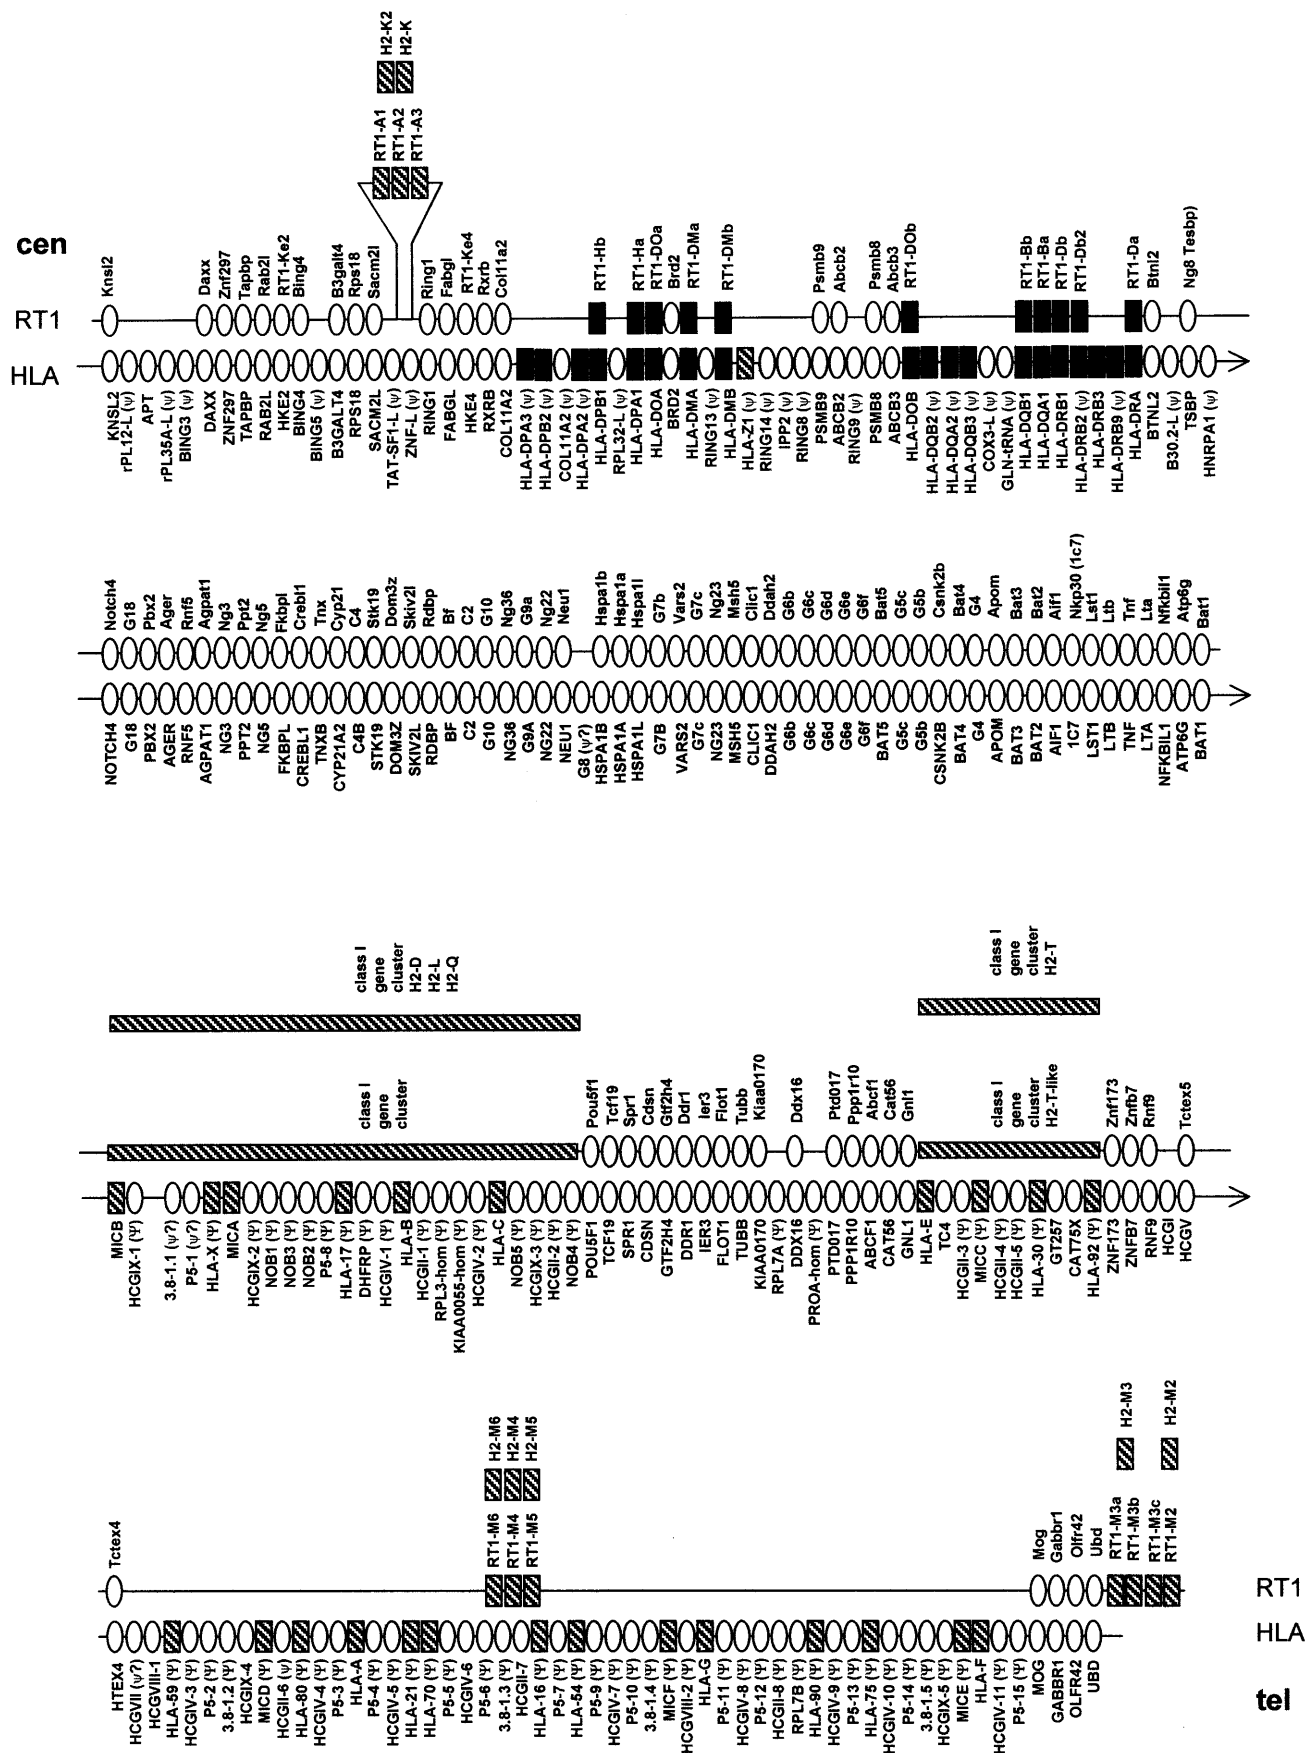 H2-K2
H2-K
RT1-A1
RT1-A2
RT1-A3
cen
Knsl2
Daxx
Znf297
Tapbp
Rab2l
RT1-Ke2
Bing4
B3galt4
Rps18
Sacm2l
Ring1
Fabgl
RT1-Ke4
Rxrb
Col11a2
RT1-Hb
RT1-Ha
RT1-DOa
Brd2
RT1-DMa
RT1-DMb
Psmb9
Abcb2
Psmb8
Abcb3
RT1-DOb
RT1-Bb
RT1-Ba
RT1-Db
RT1-Db2
RT1-Da
Btnl2
Ng8 Tesbp)
RT1
HLA
KNSL2
rPL12-L (ψ)
APT
rPL35A-L (ψ)
BING3 (ψ)
DAXX
ZNF297
TAPBP
RAB2L
HKE2
BING4
BING5 (ψ)
B3GALT4
RPS18
SACM2L
TAT-SF1-L (ψ)
ZNF-L (ψ)
RING1
FABGL
HKE4
RXRB
COL11A2
HLA-DPA3 (ψ)
HLA-DPB2 (ψ)
COL11A2 (ψ)
HLA-DPA2 (ψ)
HLA-DPB1
RPL32-L (ψ)
HLA-DPA1
HLA-DOA
BRD2
HLA-DMA
RING13 (ψ)
HLA-DMB
HLA-Z1 (ψ)
RING14 (ψ)
IPP2 (ψ)
RING8 (ψ)
PSMB9
ABCB2
RING9 (ψ)
PSMB8
ABCB3
HLA-DOB
HLA-DQB2 (ψ)
HLA-DQA2 (ψ)
HLA-DQB3 (ψ)
COX3-L (ψ)
GLN-tRNA (ψ)
HLA-DQB1
HLA-DQA1
HLA-DRB1
HLA-DRB2 (ψ)
HLA-DRB3
HLA-DRB9 (ψ)
HLA-DRA
BTNL2
B30.2-L (ψ)
TSBP
HNRPA1 (ψ)
Notch4
G18
Pbx2
Ager
Rnf5
Agpat1
Ng3
Ppt2
Ng5
Fkbpl
Crebl1
Tnx
Cyp21
C4
Stk19
Dom3z
Skiv2l
Rdbp
Bf
C2
G10
Ng36
G9a
Ng22
Neu1
Hspa1b
Hspa1a
Hspa1l
G7b
Vars2
G7c
Ng23
Msh5
Clic1
Ddah2
G6b
G6c
G6d
G6e
G6f
Bat5
G5c
G5b
Csnk2b
Bat4
G4
Apom
Bat3
Bat2
Aif1
Nkp30 (1c7)
Lst1
Ltb
Tnf
Lta
Nfkbil1
Atp6g
Bat1
NOTCH4
G18
PBX2
AGER
RNF5
AGPAT1
NG3
PPT2
NG5
FKBPL
CREBL1
TNXB
CYP21A2
C4B
STK19
DOM3Z
SKIV2L
RDBP
BF
C2
G10
NG36
G9A
NG22
NEU1
G8 (ψ?)
HSPA1B
HSPA1A
HSPA1L
G7B
VARS2
G7c
NG23
MSH5
CLIC1
DDAH2
G6b
G6c
G6d
G6e
G6f
BAT5
G5c
G5b
CSNK2B
BAT4
G4
APOM
BAT3
BAT2
AIF1
1C7
LST1
LTB
TNF
LTA
NFKBIL1
ATP6G
BAT1
class I
gene
cluster
H2-D
H2-L
H2-Q
class I
gene
cluster
H2-T
class I
gene
cluster
Pou5f1
Tcf19
Spr1
Cdsn
Gtf2h4
Ddr1
Ier3
Flot1
Tubb
Kiaa0170
Ddx16
Ptd017
Ppp1r10
Abcf1
Cat56
Gnl1
class I
gene
cluster
H2-T-like
Znf173
Znfb7
Rnf9
Tctex5
MICB
HCGIX-1 (Ψ)
3.8-1.1 (ψ?)
P5-1 (ψ?)
HLA-X (Ψ)
MICA
HCGIX-2 (Ψ)
NOB1 (Ψ)
NOB3 (Ψ)
NOB2 (Ψ)
P5-8 (Ψ)
HLA-17 (Ψ)
DHFRP (Ψ)
HCGIV-1 (Ψ)
HLA-B
HCGII-1 (Ψ)
RPL3-hom (Ψ)
KIAA0055-hom (Ψ)
HCGIV-2 (Ψ)
HLA-C
NOB5 (Ψ)
HCGIX-3 (Ψ)
HCGII-2 (Ψ)
NOB4 (Ψ)
POU5F1
TCF19
SPR1
CDSN
GTF2H14
DDR1
IER3
FLOT1
TUBB
KIAA0170
RPL7A (Ψ)
DDX16
PROA-hom (Ψ)
PTD017
PPP1R10
ABCF1
CAT56
GNL1
HLA-E
TC4
HCGII-3 (Ψ)
MICC (Ψ)
HCGII-4 (Ψ)
HCGII-5 (Ψ)
HLA-30 (Ψ)
GT257
CAT75X
HLA-92 (Ψ)
ZNF173
ZNFB7
RNF9
HCGI
HCGV
H2-M6
H2-M4
H2-M5
H2-M3
H2-M2
Tctex4
RT1-M6
RT1-M4
RT1-M5
Mog
Gabbr1
Olfr42
Ubd
RT1-M3a
RT1-M3b
RT1-M3c
RT1-M2
RT1
HLA
HTEX4
HCGVII (ψ?)
HCGVIII-1
HLA-59 (Ψ)
HCGIV-3 (Ψ)
P5-2 (Ψ)
3.8-1.2 (Ψ)
HCGIX-4
MICD (Ψ)
HCGII-6 (ψ)
HLA-80 (Ψ)
HCGIV-4 (Ψ)
P5-3 (Ψ)
HLA-A
P5-4 (Ψ)
HCGIV-5 (Ψ)
HLA-21 (Ψ)
HLA-70 (Ψ)
P5-5 (Ψ)
HCGIV-6
P5-6 (Ψ)
3.8-1.3 (Ψ)
HCGII-7
HLA-16 (Ψ)
P5-7 (Ψ)
HLA-54 (Ψ)
P5-9 (Ψ)
HCGIV-7 (Ψ)
P5-10 (Ψ)
3.8-1.4 (Ψ)
MICF (Ψ)
HCGVIII-2 (Ψ)
HLA-G
P5-11 (Ψ)
HCGIV-8 (Ψ)
P5-12 (Ψ)
HCGII-8 (Ψ)
RPL7B (Ψ)
HLA-90 (Ψ)
HCGIV-9 (Ψ)
P5-13 (Ψ)
HLA-75 (Ψ)
HCGIV-10 (Ψ)
P5-14 (Ψ)
3.8-1.5 (Ψ)
HCGIX-5 (Ψ)
MICE (Ψ)
HLA-F
HCGIV-11 (Ψ)
P5-15 (Ψ)
MOG
GABBR1
OLFR42
UBD
tel